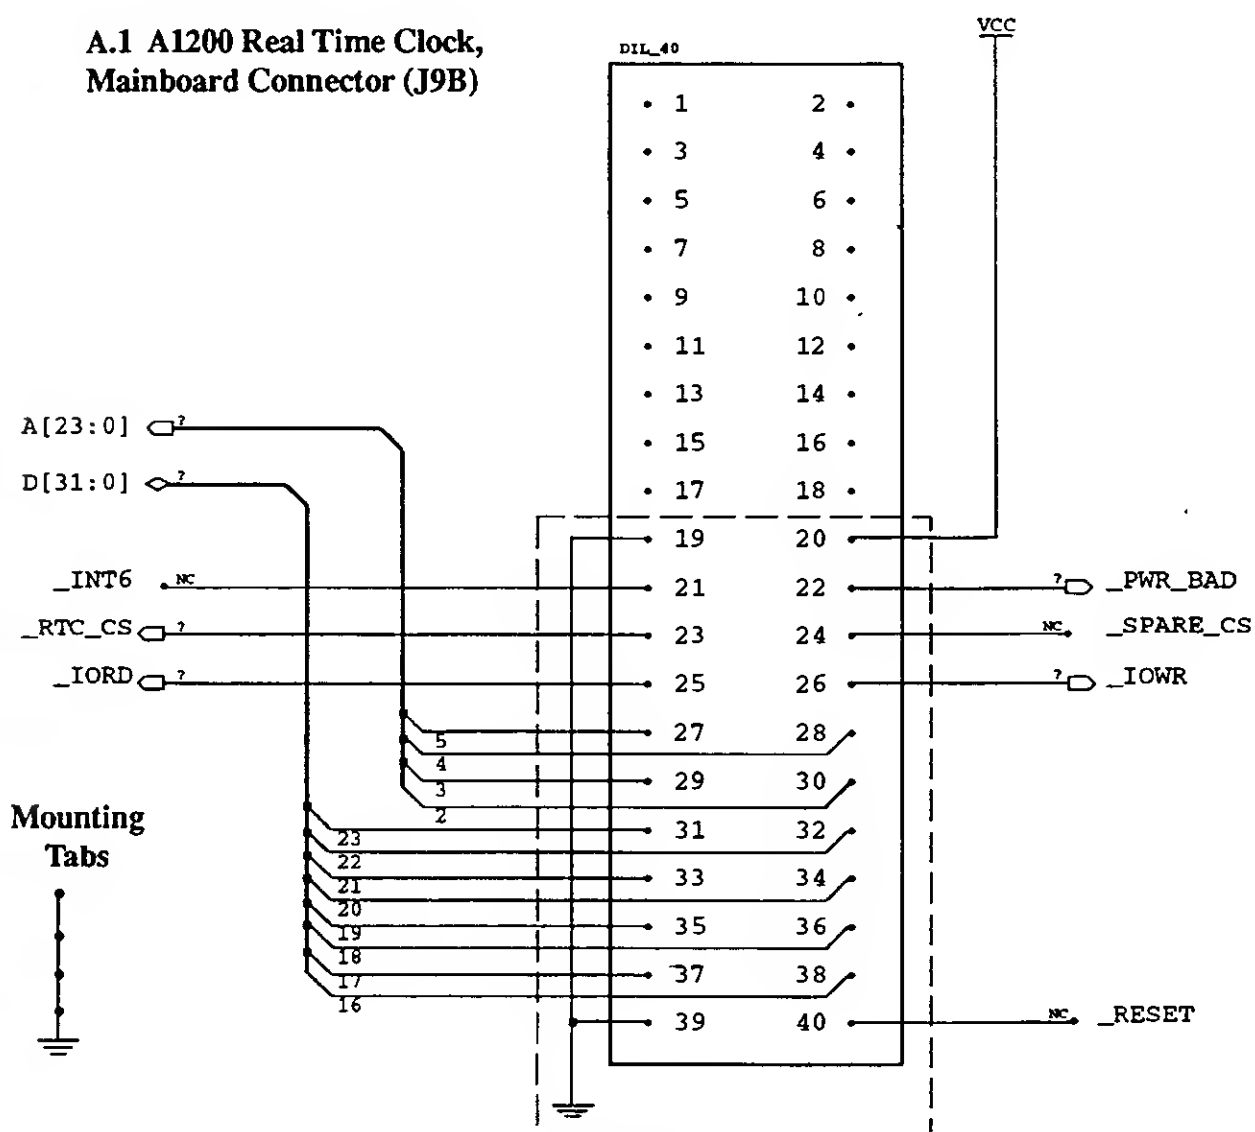 A.1 A1200 Real Time Clock,
Mainboard Connector (J9B)
DIL_40
VCC
1 2
3 4
5 6
7 8
9 10
11 12
13 14
A[23:0] ?
15 16
D[31:0] ?
17 18
19 20
_INT6 NC 21 22 ? _PWR_BAD
_RTC_CS ? 23 24 NC _SPARE_CS
_IORD ? 25 26 ? _IOWR
27 28
5
4
29 30
3
2
Mounting
Tabs
31 32
23
22
33 34
21
20
35 36
19
18
37 38
17
16
39 40 NC _RESET